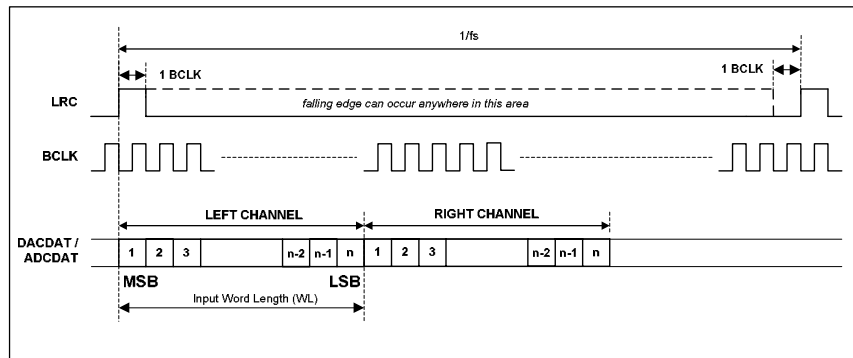 1/fs
1 BCLK
1 BCLK
LRC
falling edge can occur anywhere in this area
BCLK
LEFT CHANNEL
RIGHT CHANNEL
DACDAT /
ADCDAT
1 2 3 n-2 n-1 n 1 2 3 n-2 n-1 n
MSB LSB
Input Word Length (WL)